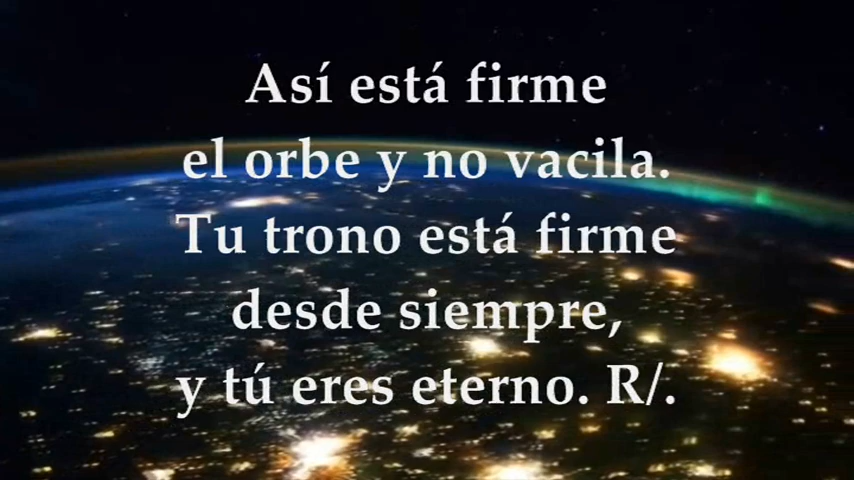 Así está firme
el orbe y no vacila.
Tu trono está firme
desde siempre,
y tú eres eterno. R/.